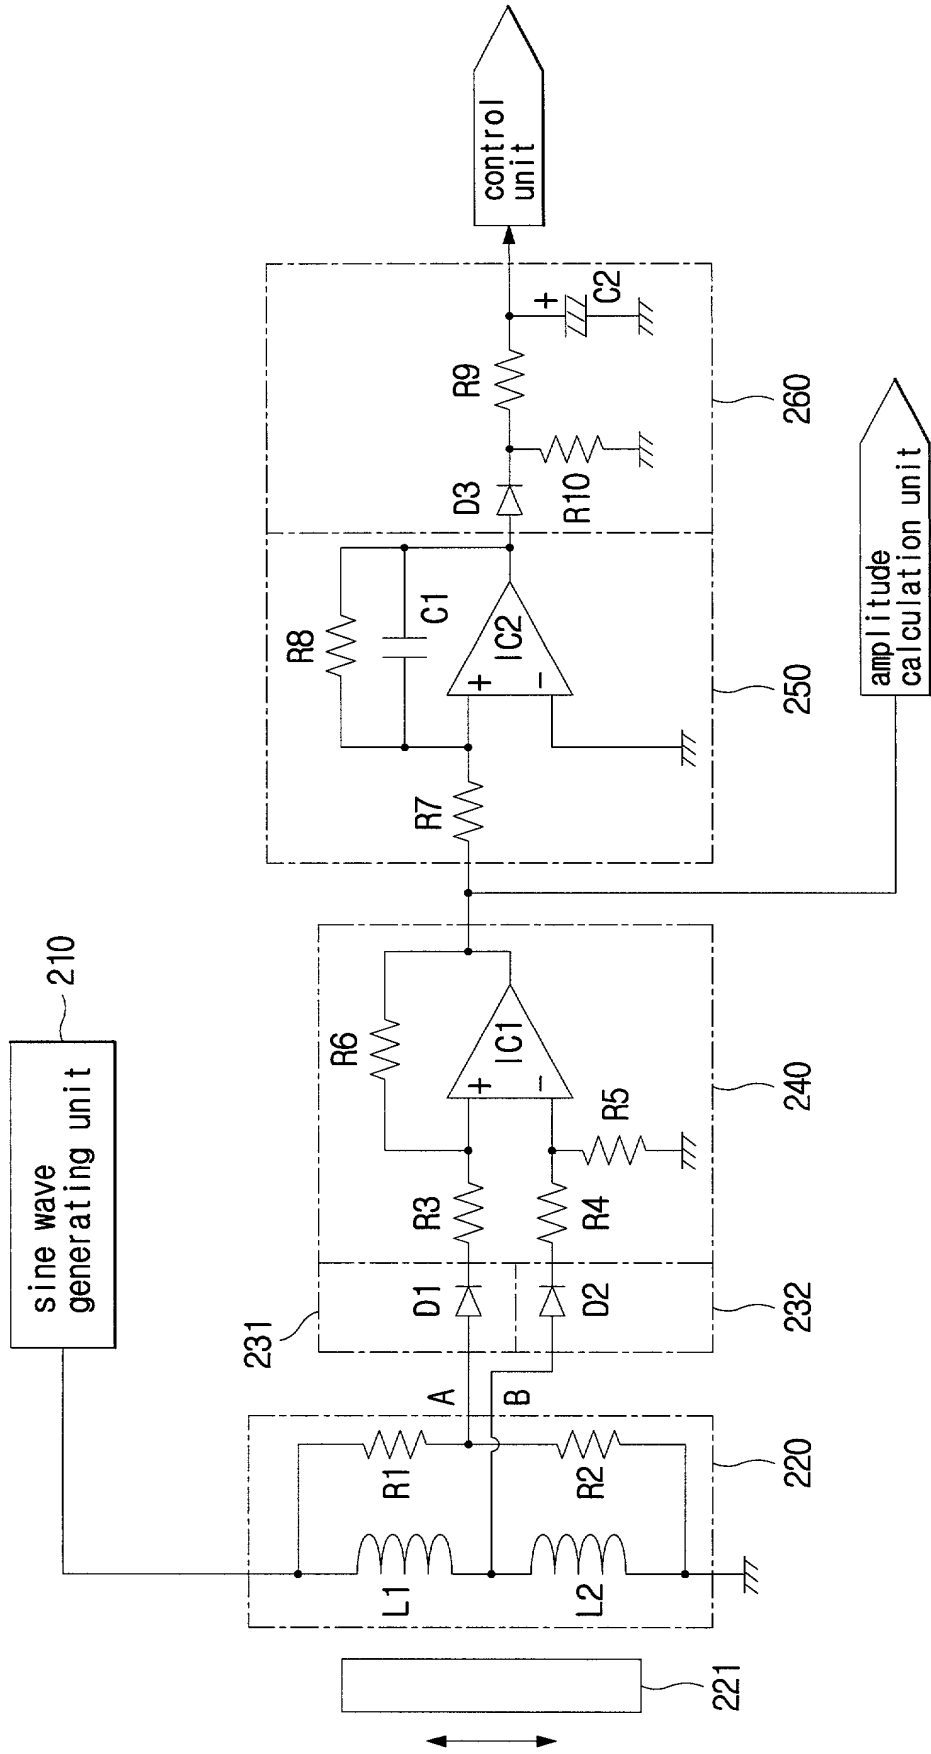 sine wave
generating unit
210
control
unit
R8
C1
R7
IC2
+
−
D3
R9
R10
+
C2
250
260
amplitude
calculation unit
R6
IC1
+
−
R3
R4
R5
240
231
D1
D2
232
A
B
R1
R2
L1
L2
220
221